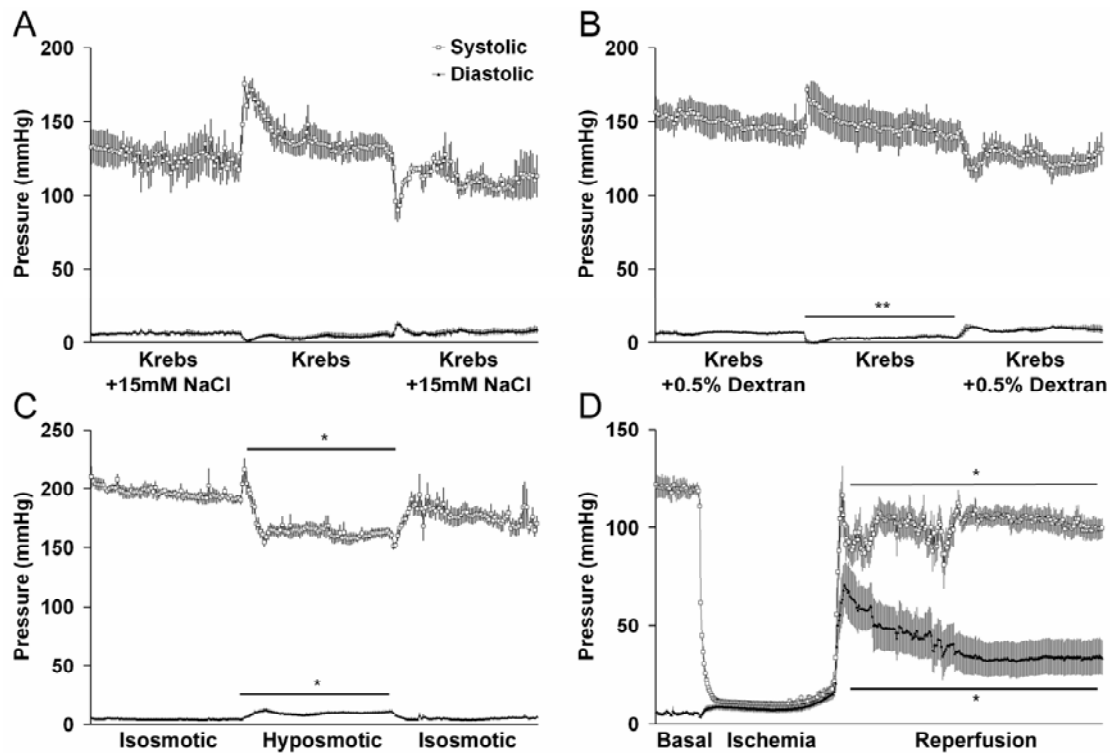 A
Pressure (mmHg)
200
150
100
50
0
Systolic
Diastolic
Krebs
+15mM NaCl
Krebs
Krebs
+15mM NaCl
B
Pressure (mmHg)
200
150
100
50
0
**
Krebs
+0.5% Dextran
Krebs
Krebs
+0.5% Dextran
C
Pressure (mmHg)
250
200
150
100
50
0
*
*
Isosmotic
Hyposmotic
Isosmotic
D
Pressure (mmHg)
150
100
50
0
*
*
Basal
Ischemia
Reperfusion